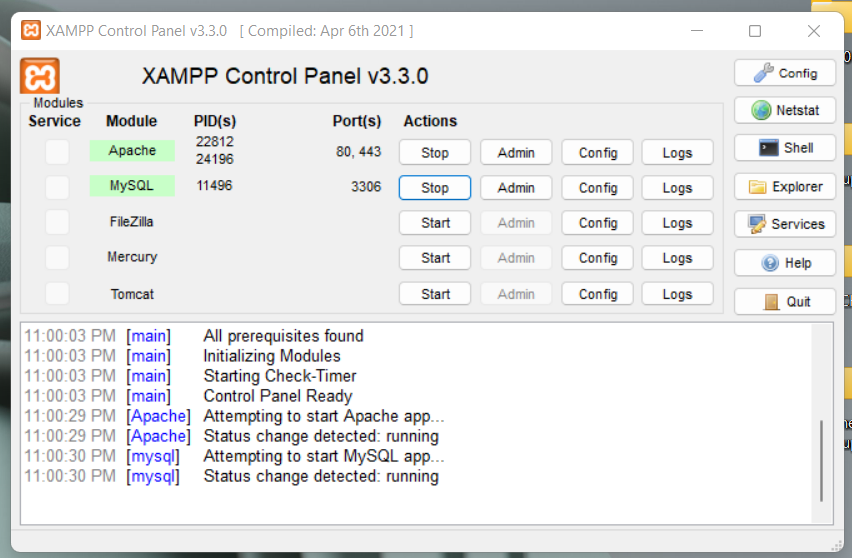 XAMPP Control Panel v3.3.0 [ Compiled: Apr 6th 2021 ]
XAMPP Control Panel v3.3.0
Config
Modules
Service Module PID(s) Port(s) Actions
Netstat
Apache 22812 24196 80, 443 Stop Admin Config Logs
Shell
MySQL 11496 3306 Stop Admin Config Logs
Explorer
FileZilla Start Admin Config Logs
Services
Mercury Start Admin Config Logs
Help
Tomcat Start Admin Config Logs
Quit
11:00:03 PM [main] All prerequisites found
11:00:03 PM [main] Initializing Modules
11:00:03 PM [main] Starting Check-Timer
11:00:03 PM [main] Control Panel Ready
11:00:29 PM [Apache] Attempting to start Apache app...
11:00:29 PM [Apache] Status change detected: running
11:00:30 PM [mysql] Attempting to start MySQL app...
11:00:30 PM [mysql] Status change detected: running